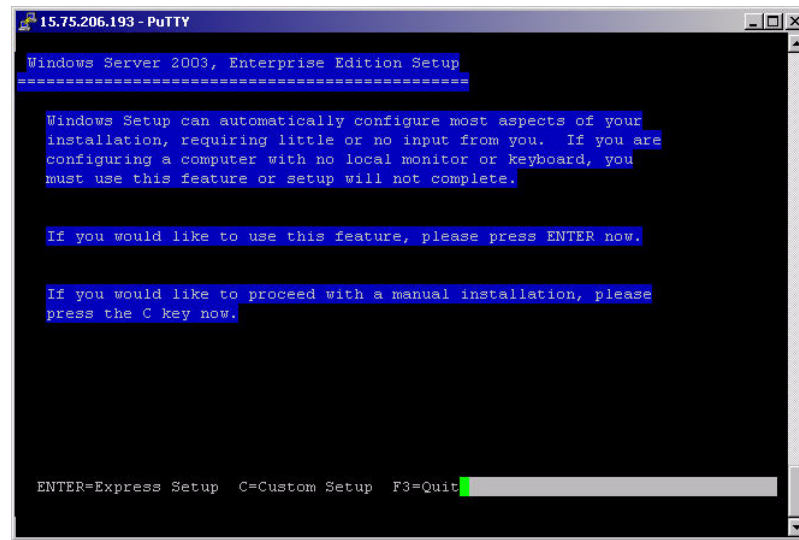 15.75.206.193 - PuTTY
Windows Server 2003, Enterprise Edition Setup
===============================================
Windows Setup can automatically configure most aspects of your
installation, requiring little or no input from you.  If you are
configuring a computer with no local monitor or keyboard, you
must use this feature or setup will not complete.
If you would like to use this feature, please press ENTER now.
If you would like to proceed with a manual installation, please
press the C key now.
ENTER=Express Setup  C=Custom Setup  F3=Quit